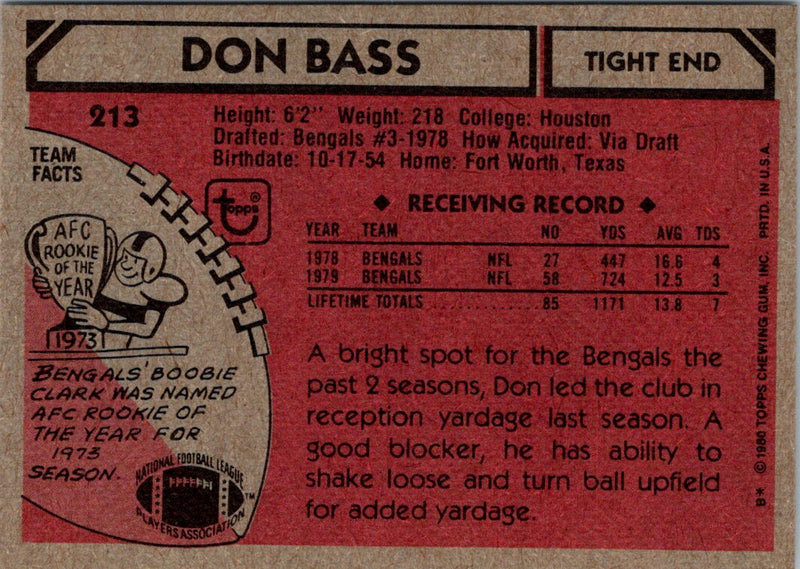 DON BASS
TIGHT END
213
Height: 6'2" Weight: 218 College: Houston
Drafted: Bengals #3-1978 How Acquired: Via Draft
Birthdate: 10-17-54 Home: Fort Worth, Texas
TEAM
FACTS
topps
AFC
ROOKIE
OF THE
YEAR
1973
BENGALS' BOOBIE
CLARK WAS NAMED
AFC ROOKIE OF
THE YEAR FOR
1973
SEASON.
NATIONAL FOOTBALL LEAGUE
PLAYERS ASSOCIATION
™
◆ RECEIVING RECORD ◆
YEAR TEAM NO YDS AVG TDS
1978 BENGALS NFL 27 447 16.6 4
1979 BENGALS NFL 58 724 12.5 3
LIFETIME TOTALS ............... 85 1171 13.8 7
A bright spot for the Bengals the
past 2 seasons, Don led the club in
reception yardage last season. A
good blocker, he has ability to
shake loose and turn ball upfield
for added yardage.
B* © 1980 TOPPS CHEWING GUM, INC. PRTD. IN U.S.A.